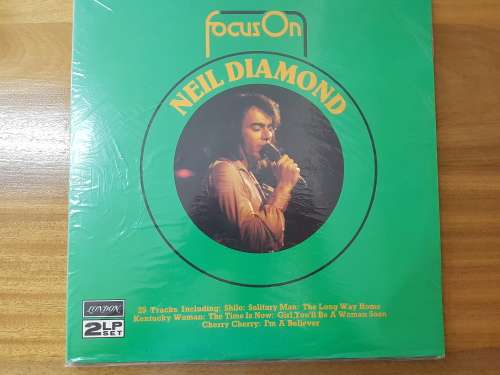 focusOn
NEIL DIAMOND
25 Tracks Including: Shilo: Solitary Man: The Long Way Home
Kentucky Woman: The Time Is Now: Girl You'll Be A Woman Soon
Cherry Cherry: I'm A Believer
LONDON
2LP
SET